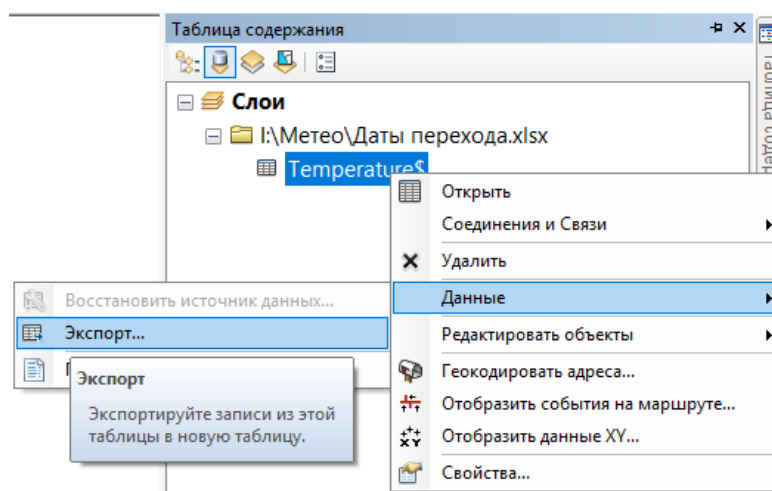 Таблица содержания
Слои
I:\Метео\Даты перехода.xlsx
Temperature$
Открыть
Соединения и Связи
Удалить
Данные
Редактировать объекты
Геокодировать адреса...
Отобразить события на маршруте...
Отобразить данные XY...
Свойства...
Восстановить источник данных...
Экспорт...
Экспорт
Экспортируйте записи из этой
таблицы в новую таблицу.